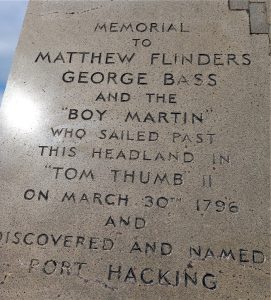 MEMORIAL
TO
MATTHEW FLINDERS
GEORGE BASS
AND THE
"BOY MARTIN"
WHO SAILED PAST
THIS HEADLAND IN
"TOM THUMB" II
ON MARCH 30TH 1796
AND
DISCOVERED AND NAMED
PORT HACKING